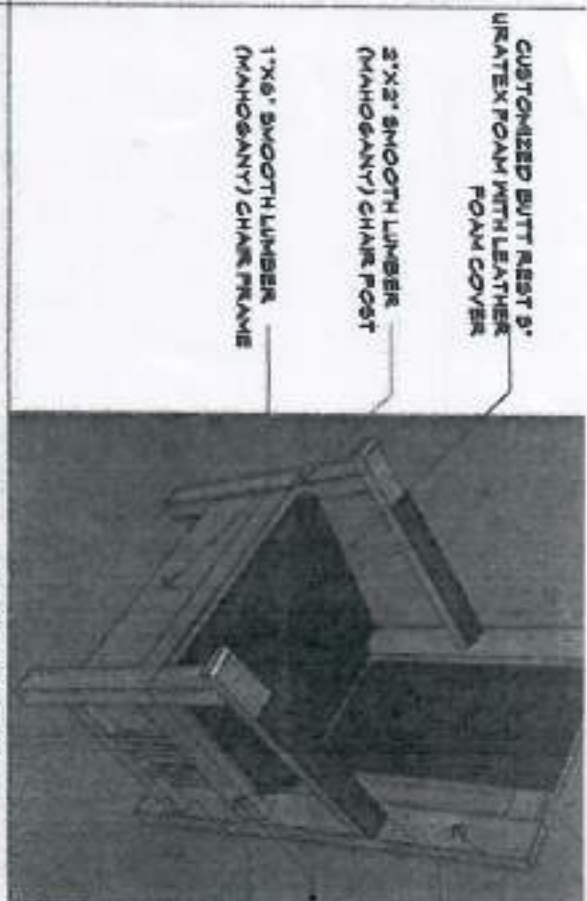 CUSTOMIZED BUTT REST 5"
URATEX FOAM WITH LEATHER
FOAM COVER
2"X2" SMOOTH LUMBER
(MAHOGANY) CHAIR POST
1"X6" SMOOTH LUMBER
(MAHOGANY) CHAIR FRAME